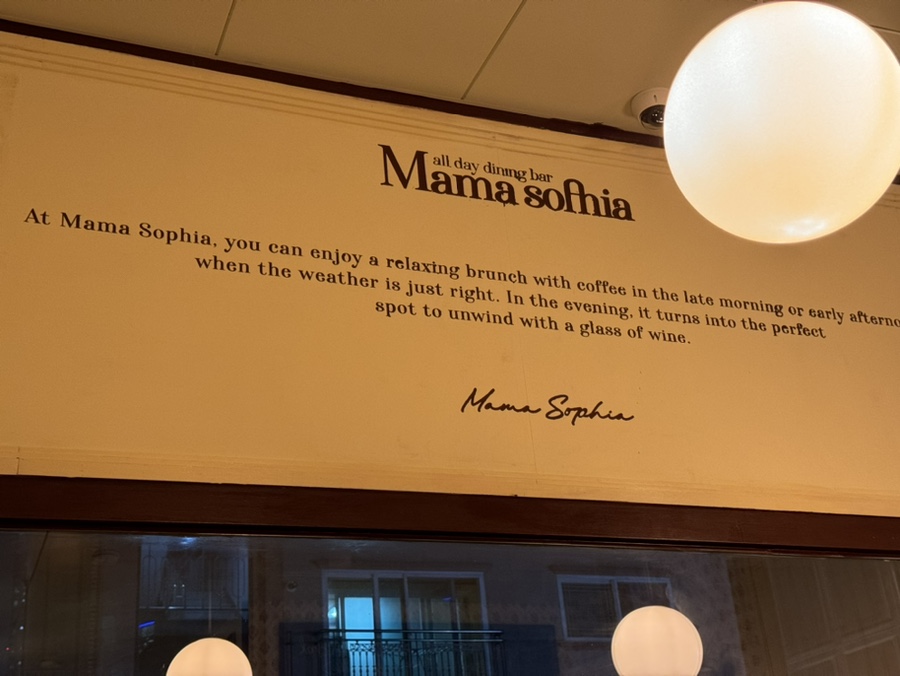 all day dining bar
Mama sofhia
At Mama Sophia, you can enjoy a relaxing brunch with coffee in the late morning or early
when the weather is just right. In the evening, it turns into the perfect
spot to unwind with a glass of wine.
Mama Sophia